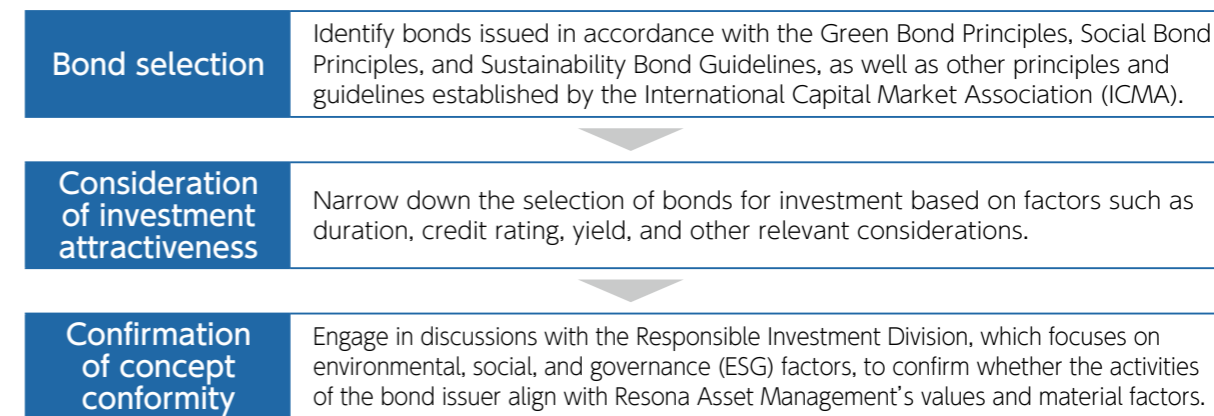 Bond selection
Identify bonds issued in accordance with the Green Bond Principles, Social Bond
Principles, and Sustainability Bond Guidelines, as well as other principles and
guidelines established by the International Capital Market Association (ICMA).
Consideration
of investment
attractiveness
Narrow down the selection of bonds for investment based on factors such as
duration, credit rating, yield, and other relevant considerations.
Confirmation
of concept
conformity
Engage in discussions with the Responsible Investment Division, which focuses on
environmental, social, and governance (ESG) factors, to confirm whether the activities
of the bond issuer align with Resona Asset Management’s values and material factors.